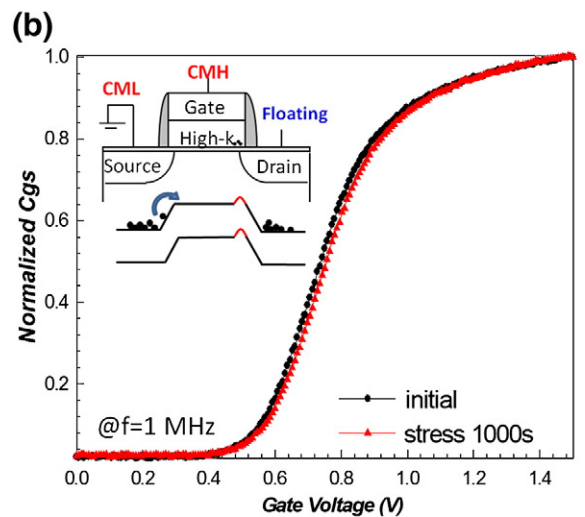 (b)
CML
CMH
Floating
Gate
High-k
Source
Drain
Normalized Cgs
1.0
0.8
0.6
0.4
0.2
@f=1 MHz
initial
stress 1000s
0.0 0.2 0.4 0.6 0.8 1.0 1.2 1.4
Gate Voltage (V)